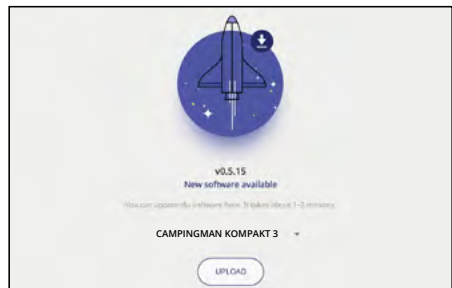 v0.5.15
New software available
You can update du software here. It takes about 1-2 minutes.
CAMPINGMAN KOMPAKT 3
UPLOAD